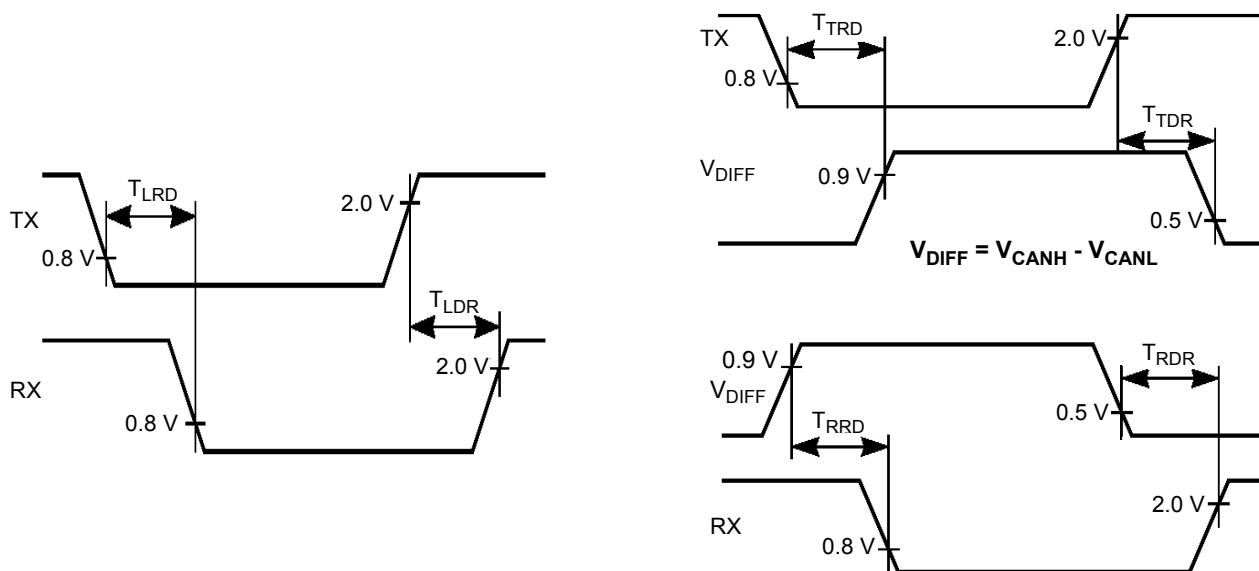 TX
0.8 V
T_LRD
2.0 V
T_LDR
RX
0.8 V
2.0 V
TX
0.8 V
T_TRD
2.0 V
T_TDR
V_DIFF
0.9 V
0.5 V
V_DIFF = V_CANH - V_CANL
0.9 V
V_DIFF
T_RRD
0.5 V
T_RDR
RX
0.8 V
2.0 V